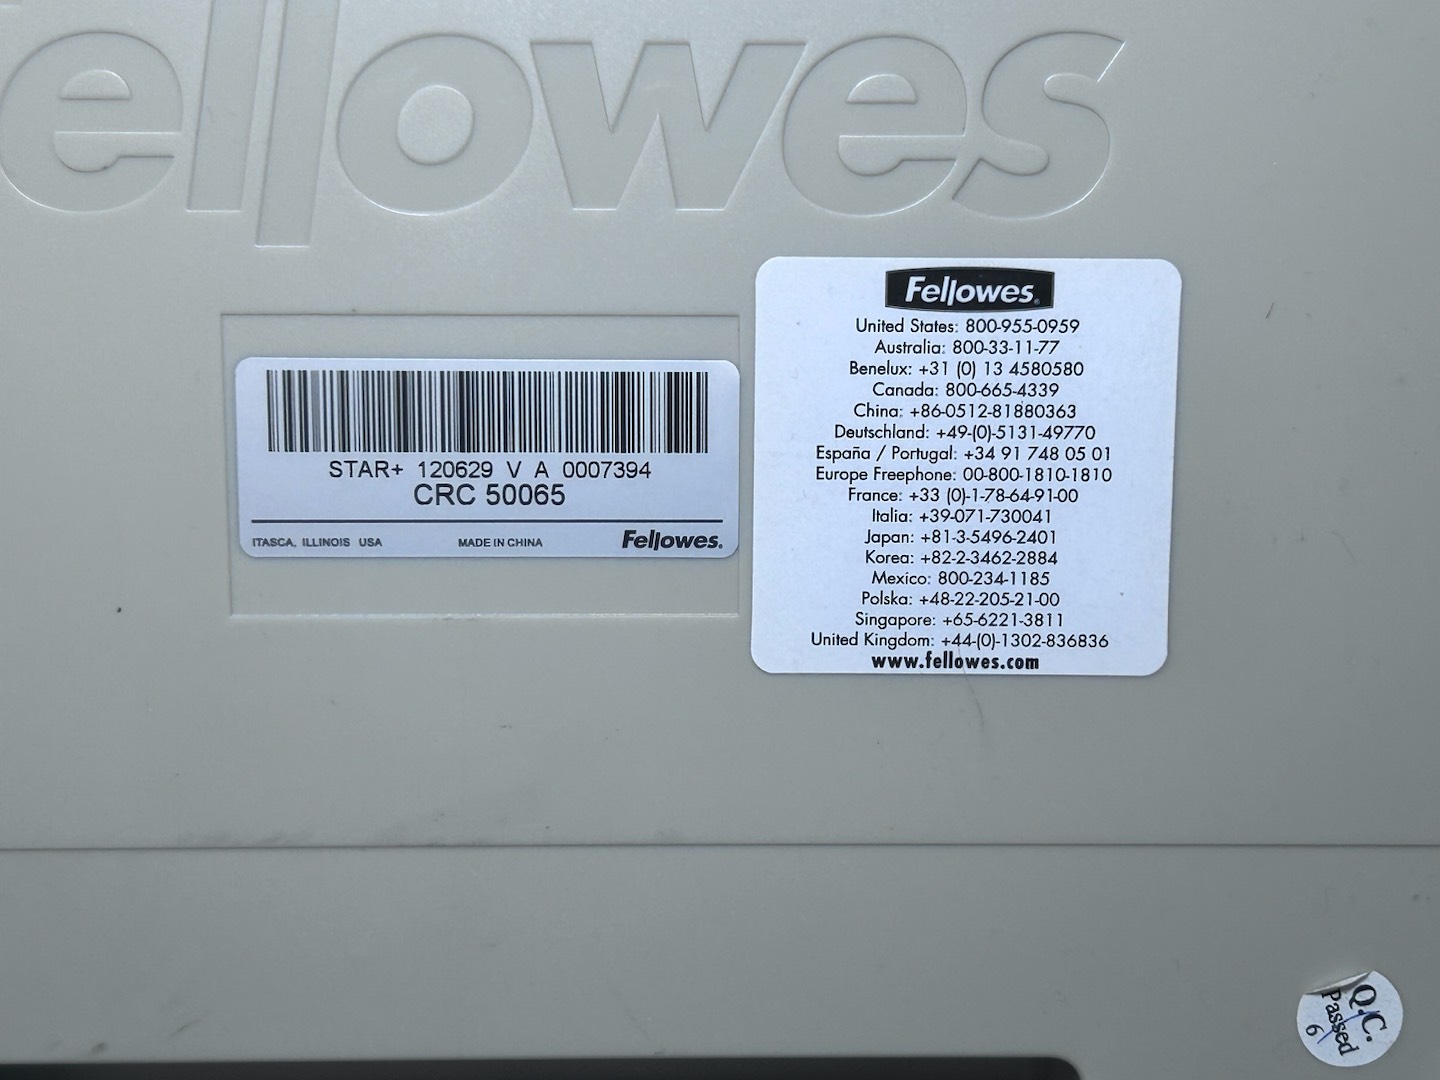 fellowes
STAR+ 120629 V A 0007394
CRC 50065
ITASCA, ILLINOIS USA MADE IN CHINA Fellowes.
Fellowes
United States: 800-955-0959
Australia: 800-33-11-77
Benelux: +31 (0) 13 4580580
Canada: 800-665-4339
China: +86-0512-81880363
Deutschland: +49-(0)-5131-49770
España / Portugal: +34 91 748 05 01
Europe Freephone: 00-800-1810-1810
France: +33 (0)-1-78-64-91-00
Italia: +39-071-730041
Japan: +81-3-5496-2401
Korea: +82-2-3462-2884
Mexico: 800-234-1185
Polska: +48-22-205-21-00
Singapore: +65-6221-3811
United Kingdom: +44-(0)-1302-836836
www.fellowes.com
Q.C.
Passed
6